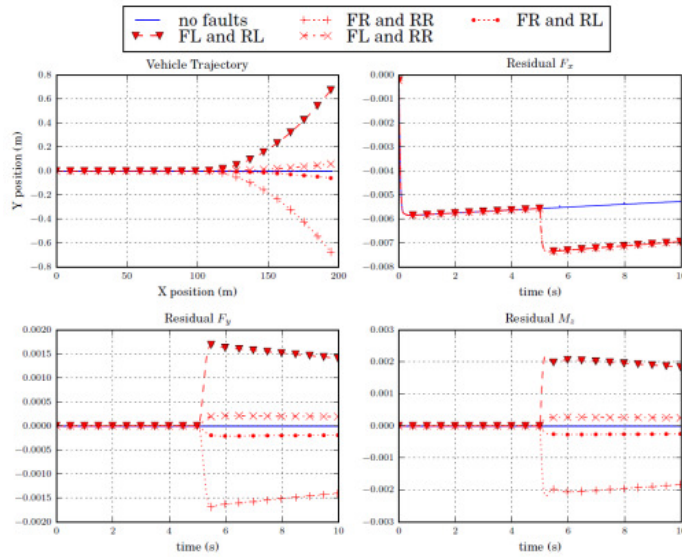 no faults
FR and RR
FR and RL
FL and RL
FL and RR
Vehicle Trajectory
0.8
0.6
0.4
0.2
0.0
−0.2
−0.4
−0.6
−0.8
Y position (m)
0 50 100 150 200
X position (m)
Residual Fx
0.000
−0.001
−0.002
−0.003
−0.004
−0.005
−0.006
−0.007
−0.008
0 2 4 6 8 10
time (s)
Residual Fy
0.0020
0.0015
0.0010
0.0005
0.0000
−0.0005
−0.0010
−0.0015
−0.0020
0 2 4 6 8 10
time (s)
Residual Mz
0.003
0.002
0.001
0.000
−0.001
−0.002
−0.003
0 2 4 6 8 10
time (s)